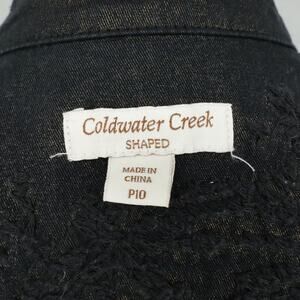 Coldwater Creek
SHAPED
MADE IN
CHINA
P10